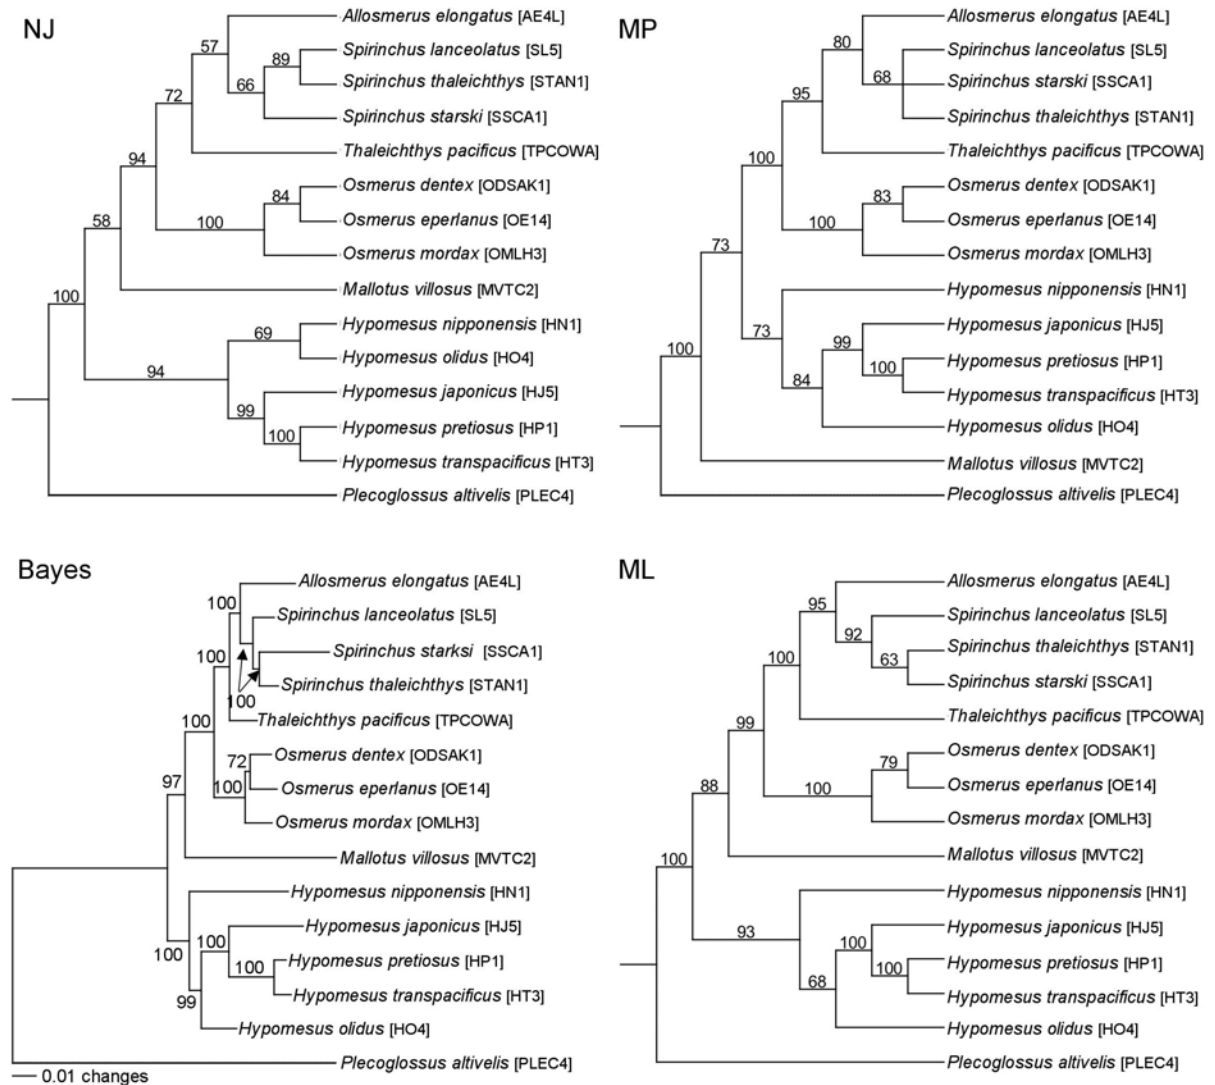 NJ
Allosmerus elongatus [AE4L]
57
Spirinchus lanceolatus [SL5]
89
Spirinchus thaleichthys [STAN1]
66
72
Spirinchus starski [SSCA1]
Thaleichthys pacificus [TPCOWA]
94
Osmerus dentex [ODSAK1]
84
Osmerus eperlanus [OE14]
100
58
Osmerus mordax [OMLH3]
Mallotus villosus [MVTC2]
100
Hypomesus nipponensis [HN1]
69
Hypomesus olidus [HO4]
94
Hypomesus japonicus [HJ5]
99
Hypomesus pretiosus [HP1]
100
Hypomesus transpacificus [HT3]
Plecoglossus altivelis [PLEC4]
MP
Allosmerus elongatus [AE4L]
80
Spirinchus lanceolatus [SL5]
68
Spirinchus starski [SSCA1]
95
Spirinchus thaleichthys [STAN1]
Thaleichthys pacificus [TPCOWA]
100
Osmerus dentex [ODSAK1]
83
Osmerus eperlanus [OE14]
100
Osmerus mordax [OMLH3]
73
Hypomesus nipponensis [HN1]
73
Hypomesus japonicus [HJ5]
99
100
Hypomesus pretiosus [HP1]
100
84
Hypomesus transpacificus [HT3]
Hypomesus olidus [HO4]
Mallotus villosus [MVTC2]
Plecoglossus altivelis [PLEC4]
Bayes
Allosmerus elongatus [AE4L]
100
Spirinchus lanceolatus [SL5]
100
Spirinchus starksi [SSCA1]
Spirinchus thaleichthys [STAN1]
100
Thaleichthys pacificus [TPCOWA]
100
Osmerus dentex [ODSAK1]
72
Osmerus eperlanus [OE14]
100
97
Osmerus mordax [OMLH3]
Mallotus villosus [MVTC2]
Hypomesus nipponensis [HN1]
Hypomesus japonicus [HJ5]
100
100
Hypomesus pretiosus [HP1]
100
Hypomesus transpacificus [HT3]
99
Hypomesus olidus [HO4]
Plecoglossus altivelis [PLEC4]
0.01 changes
ML
Allosmerus elongatus [AE4L]
95
Spirinchus lanceolatus [SL5]
92
Spirinchus thaleichthys [STAN1]
100
63
Spirinchus starski [SSCA1]
Thaleichthys pacificus [TPCOWA]
99
Osmerus dentex [ODSAK1]
79
Osmerus eperlanus [OE14]
88
100
Osmerus mordax [OMLH3]
Mallotus villosus [MVTC2]
100
Hypomesus nipponensis [HN1]
Hypomesus japonicus [HJ5]
93
100
Hypomesus pretiosus [HP1]
100
68
Hypomesus transpacificus [HT3]
Hypomesus olidus [HO4]
Plecoglossus altivelis [PLEC4]